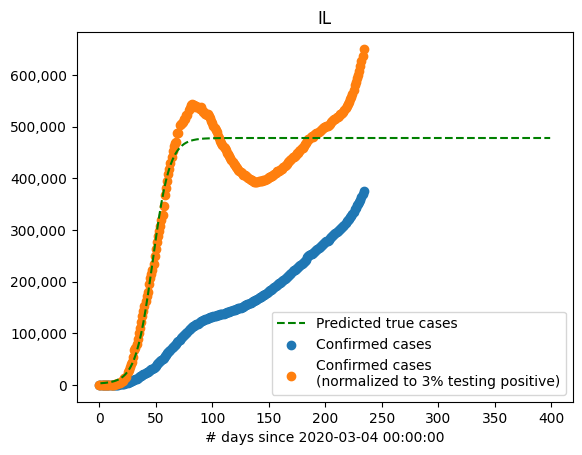 IL
600,000
500,000
400,000
300,000
200,000
100,000
0
0 50 100 150 200 250 300 350 400
# days since 2020-03-04 00:00:00
Predicted true cases
Confirmed cases
Confirmed cases
(normalized to 3% testing positive)